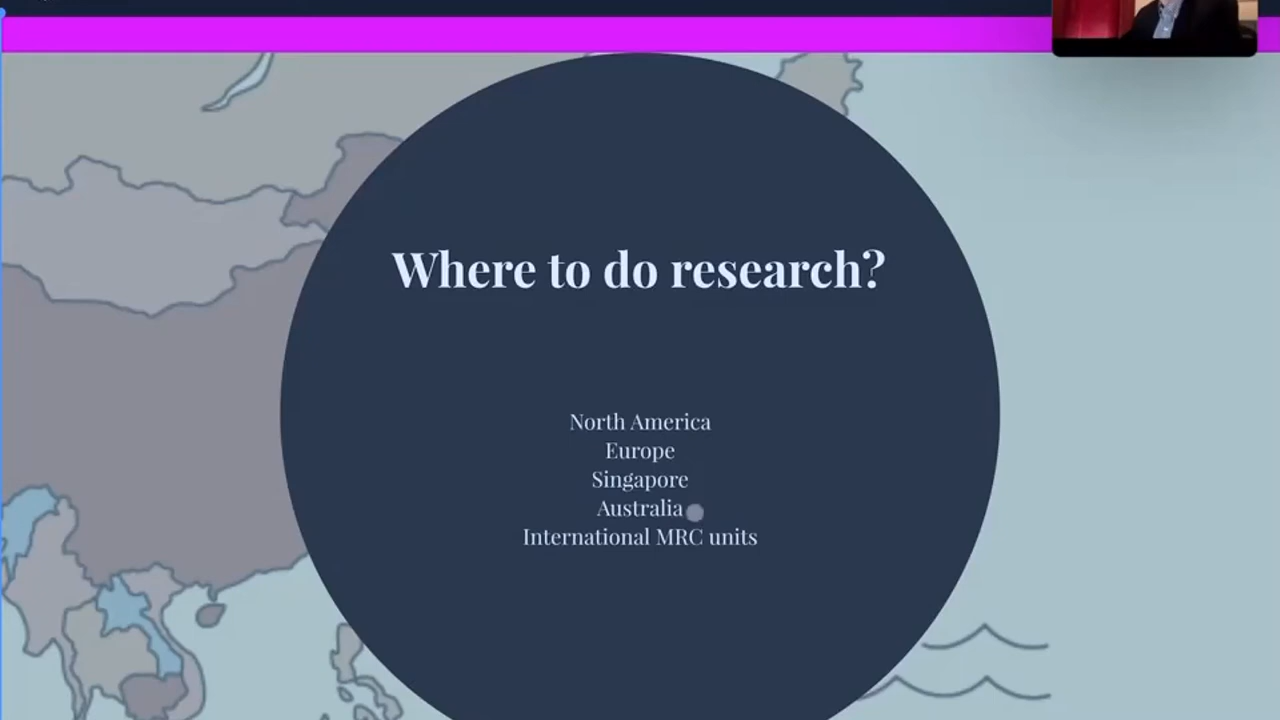 Where to do research?
North America
Europe
Singapore
Australia
International MRC units